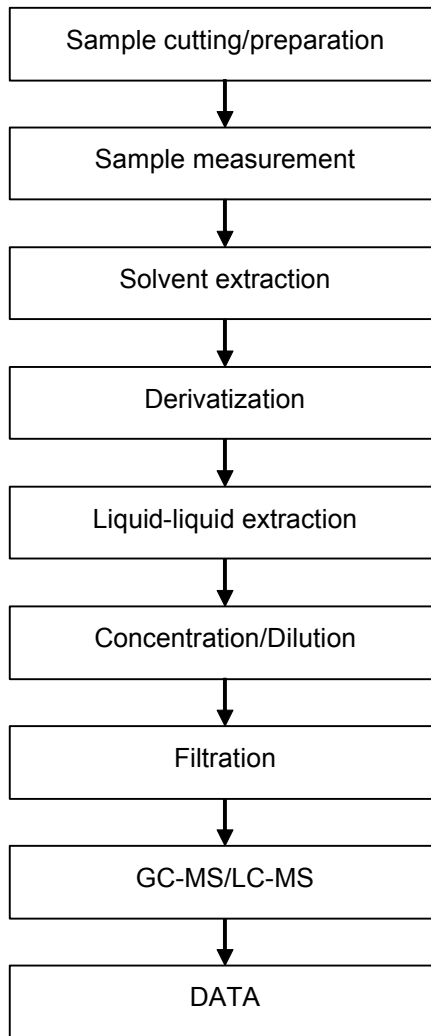 Sample cutting/preparation
Sample measurement
Solvent extraction
Derivatization
Liquid-liquid extraction
Concentration/Dilution
Filtration
GC-MS/LC-MS
DATA